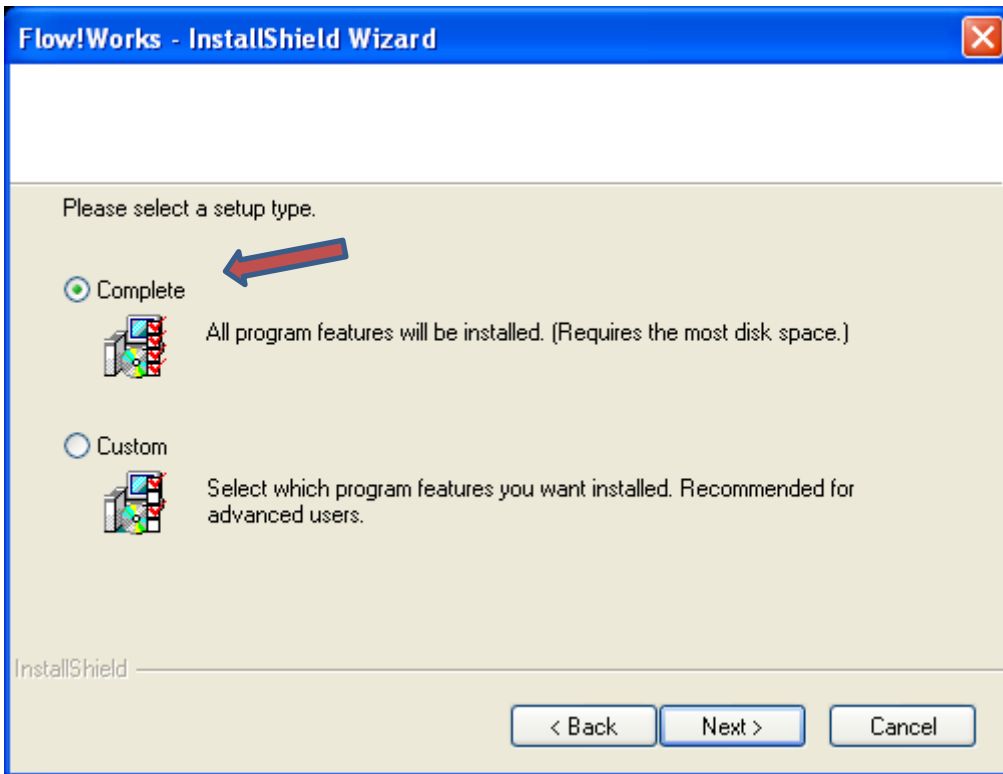 Flow!Works - InstallShield Wizard
Please select a setup type.
Complete
All program features will be installed. (Requires the most disk space.)
Custom
Select which program features you want installed. Recommended for
advanced users.
InstallShield
< Back
Next >
Cancel